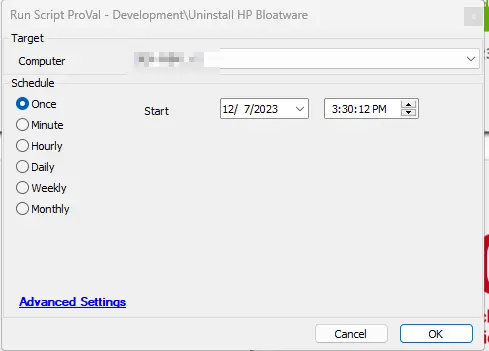 Run Script ProVal - Development\Uninstall HP Bloatware
Target
Computer
Schedule
Once
Start
12/ 7/2023
3:30:12 PM
Minute
Hourly
Daily
Weekly
Monthly
Advanced Settings
Cancel
OK